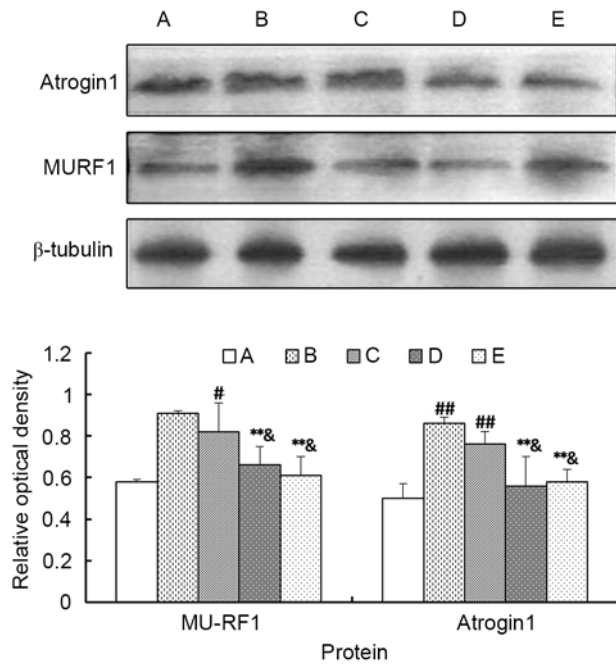 A B C D E
Atrogin1
MURF1
β-tubulin
1.2
1
0.8
0.6
0.4
0.2
0
Relative optical density
A B C D E
#
**&
**&
##
##
**&
**&
MU-RF1 Atrogin1
Protein